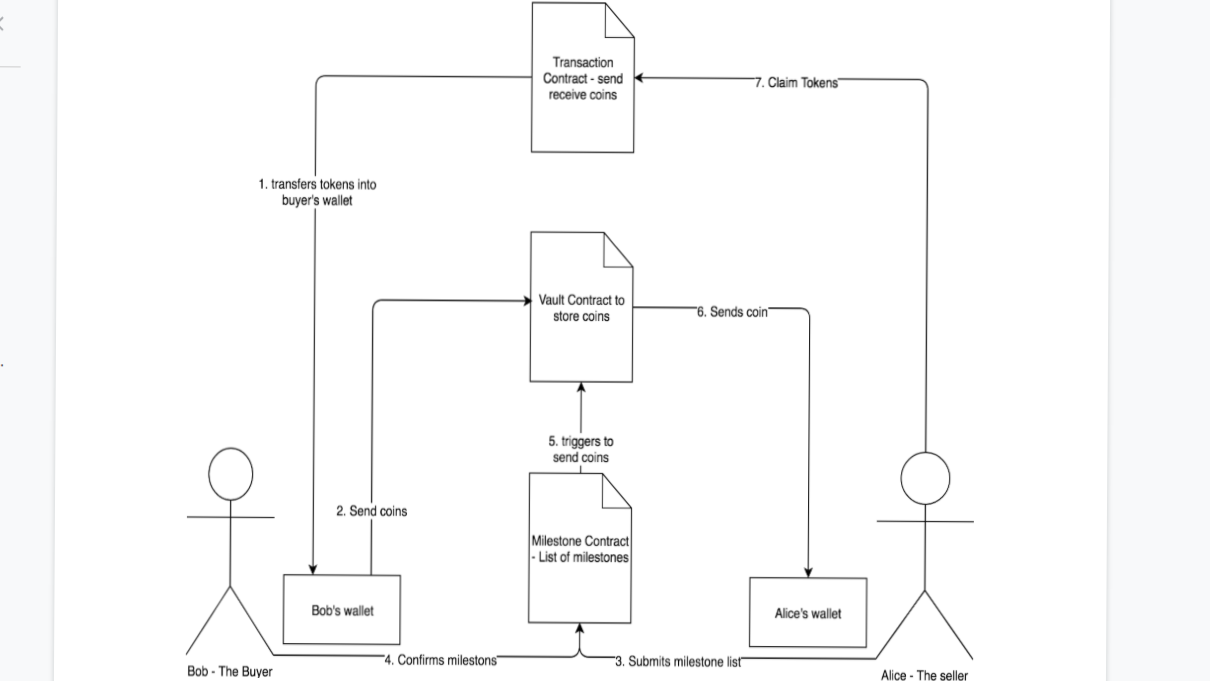 Transaction
Contract - send
receive coins
7. Claim Tokens
1. transfers tokens into
buyer's wallet
Vault Contract to
store coins
6. Sends coin
5. triggers to
send coins
2. Send coins
Milestone Contract
- List of milestones
Bob's wallet
Alice's wallet
4. Confirms milestons
3. Submits milestone list
Bob - The Buyer
Alice - The seller